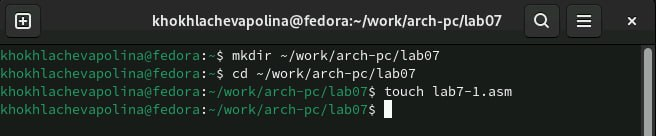 khokhlachevapolina@fedora:~/work/arch-pc/lab07
khokhlachevapolina@fedora:~$ mkdir ~/work/arch-pc/lab07
khokhlachevapolina@fedora:~$ cd ~/work/arch-pc/lab07
khokhlachevapolina@fedora:~/work/arch-pc/lab07$ touch lab7-1.asm
khokhlachevapolina@fedora:~/work/arch-pc/lab07$